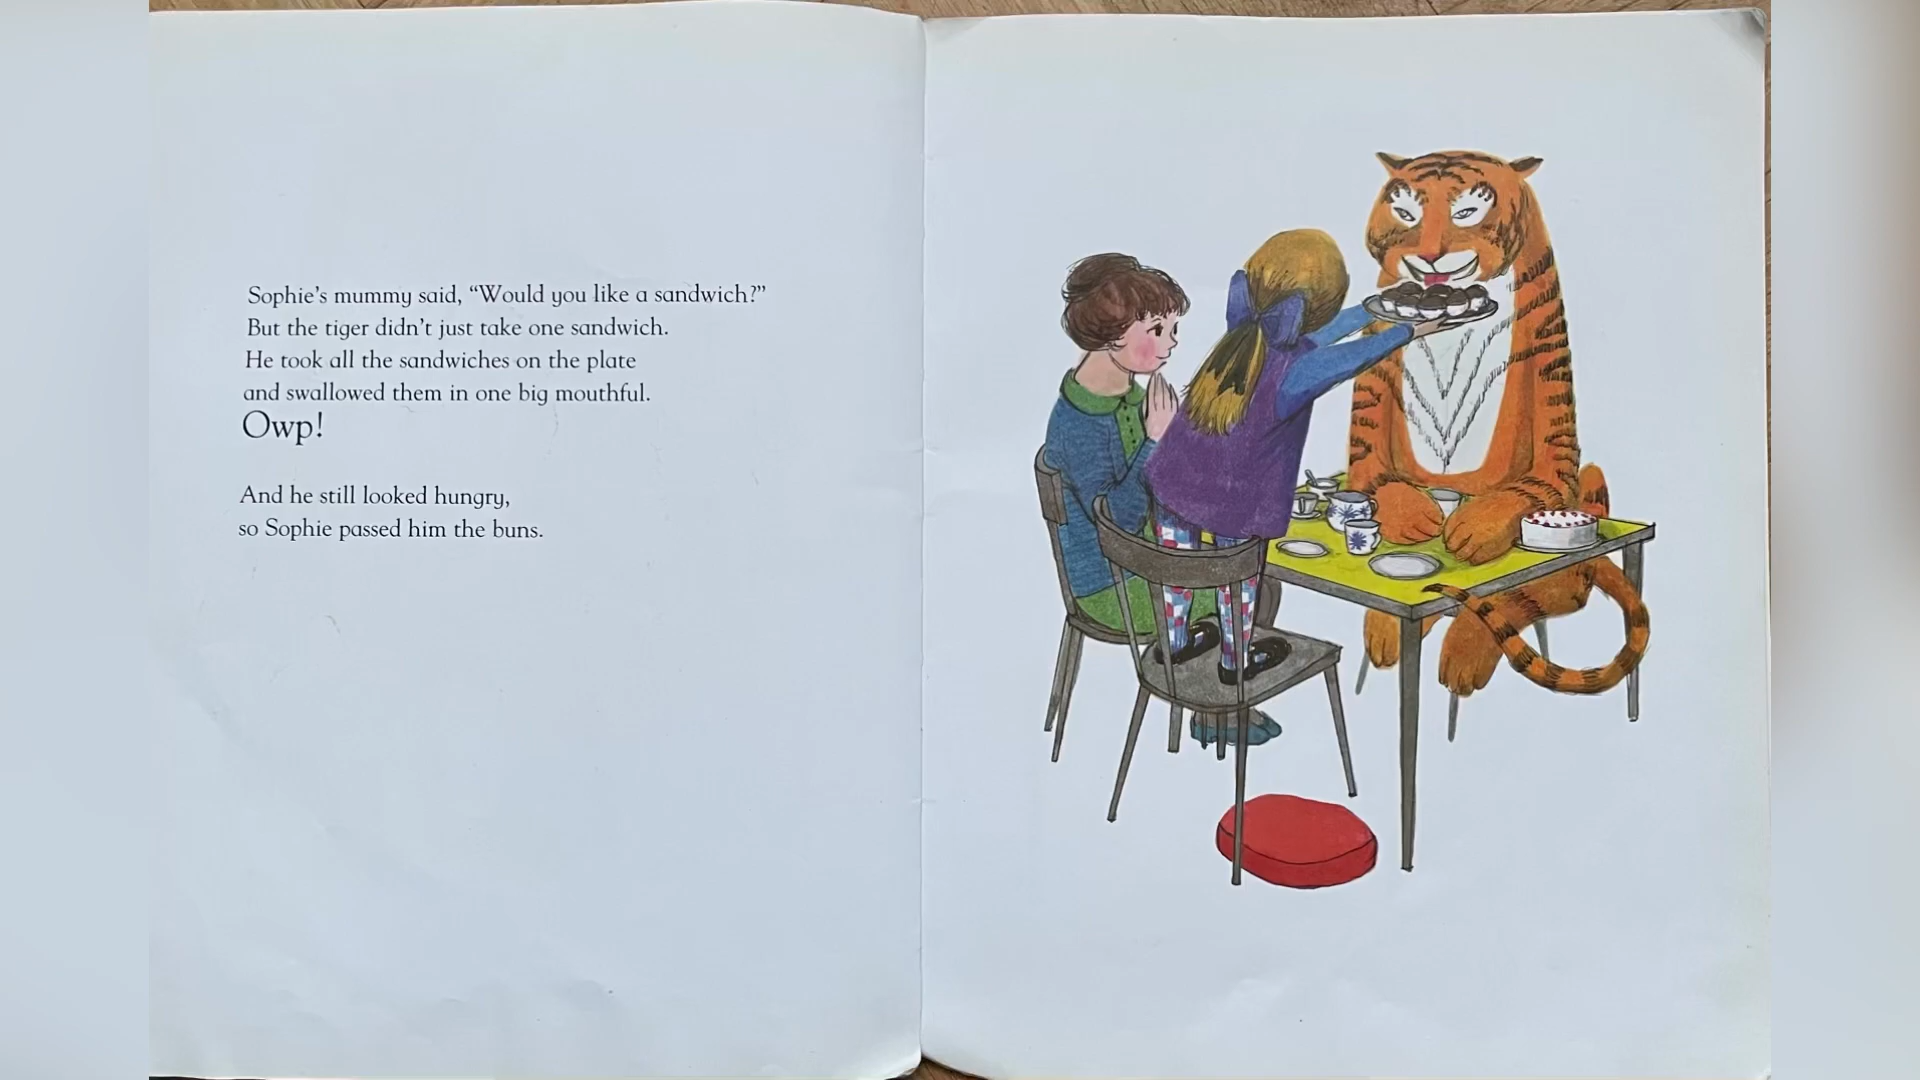 Sophie’s mummy said, “Would you like a sandwich?”
But the tiger didn’t just take one sandwich.
He took all the sandwiches on the plate
and swallowed them in one big mouthful.
Owp!
And he still looked hungry,
so Sophie passed him the buns.